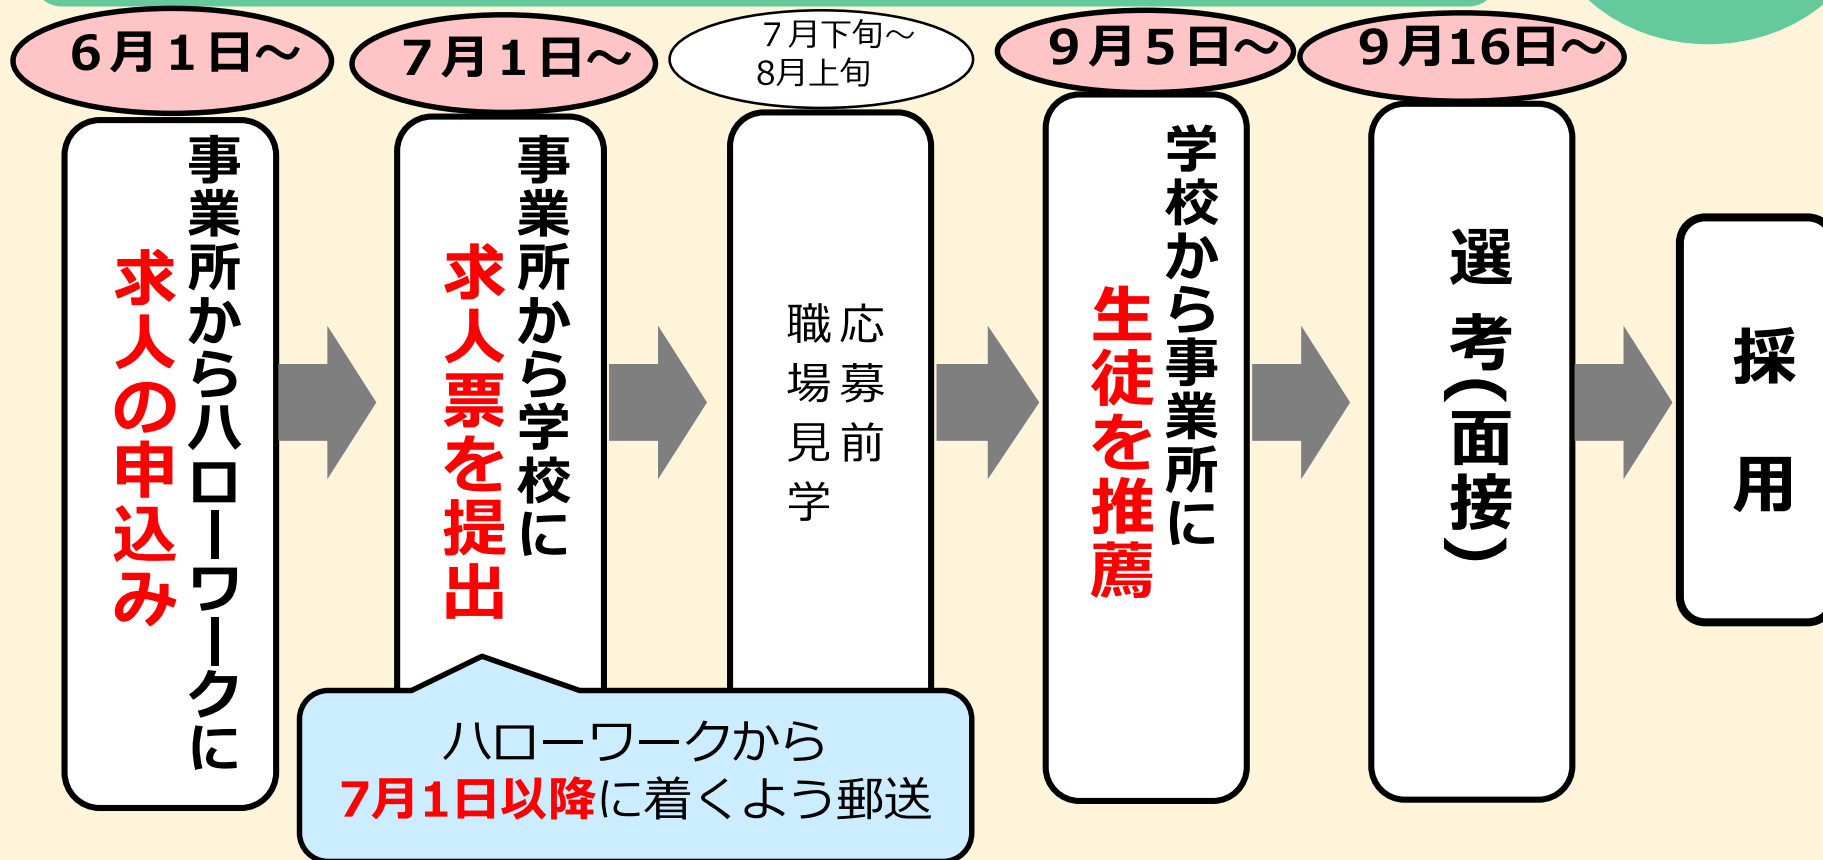 ６月１日～
事業所からハローワークに
求人の申込み
７月１日～
事業所から学校に
求人票を提出
ハローワークから
7月1日以降に着くよう郵送
７月下旬～
8月上旬
応募前
職場見学
９月５日～
学校から事業所に
生徒を推薦
９月16日～
選考（面接）
採用